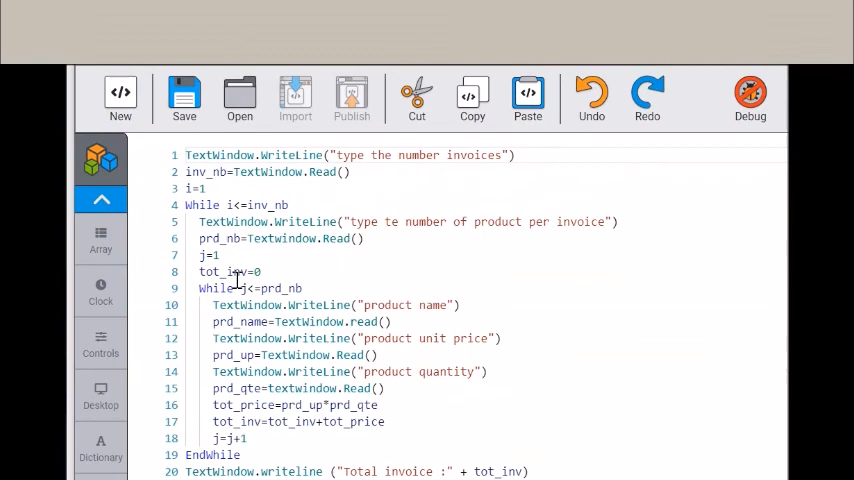 New Save Open Import Publish Cut Copy Paste Undo Redo Debug
1 TextWindow.WriteLine("type the number invoices")
2 inv_nb=TextWindow.Read()
3 i=1
4 While i<=inv_nb
5 TextWindow.WriteLine("type te number of product per invoice")
6 prd_nb=Textwindow.Read()
7 j=1
8 tot_inv=0
9 While j<=prd_nb
10 TextWindow.WriteLine("product name")
11 prd_name=TextWindow.read()
12 TextWindow.WriteLine("product unit price")
13 prd_up=TextWindow.Read()
14 TextWindow.WriteLine("product quantity")
15 prd_qte=textwindow.Read()
16 tot_price=prd_up*prd_qte
17 tot_inv=tot_inv+tot_price
18 j=j+1
19 EndWhile
20 TextWindow.writeline ("Total invoice :" + tot_inv)
Array
Clock
Controls
Desktop
Dictionary